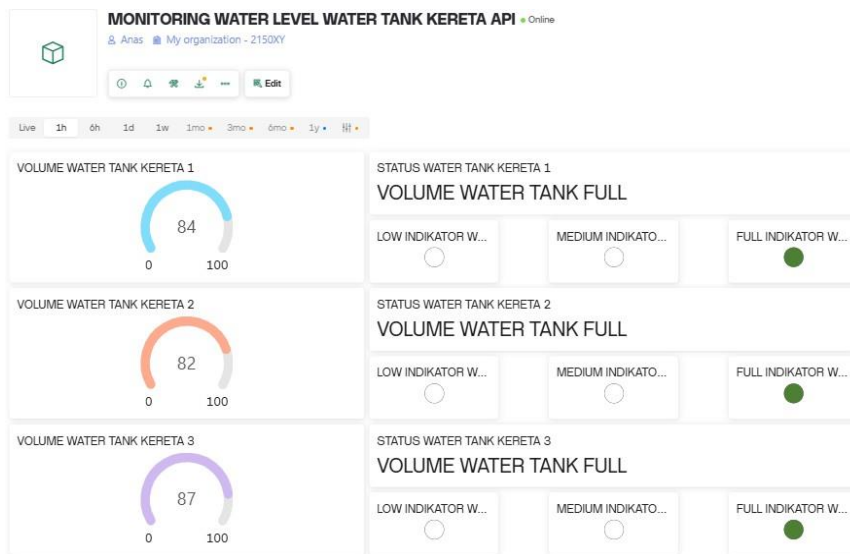 MONITORING WATER LEVEL WATER TANK KERETA API Online
Anas My organization - 2150XY
Edit
Live 1h 6h 1d 1w 1mo 3mo 6mo 1y
VOLUME WATER TANK KERETA 1
84
0 100
STATUS WATER TANK KERETA 1
VOLUME WATER TANK FULL
LOW INDIKATOR W... MEDIUM INDIKATO... FULL INDIKATOR W...
VOLUME WATER TANK KERETA 2
82
0 100
STATUS WATER TANK KERETA 2
VOLUME WATER TANK FULL
LOW INDIKATOR W... MEDIUM INDIKATO... FULL INDIKATOR W...
VOLUME WATER TANK KERETA 3
87
0 100
STATUS WATER TANK KERETA 3
VOLUME WATER TANK FULL
LOW INDIKATOR W... MEDIUM INDIKATO... FULL INDIKATOR W...